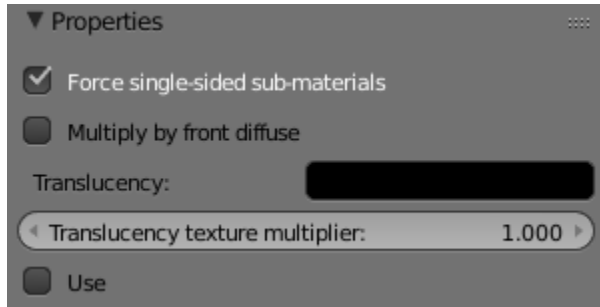 Properties
Force single-sided sub-materials
Multiply by front diffuse
Translucency:
Translucency texture multiplier: 1.000
Use